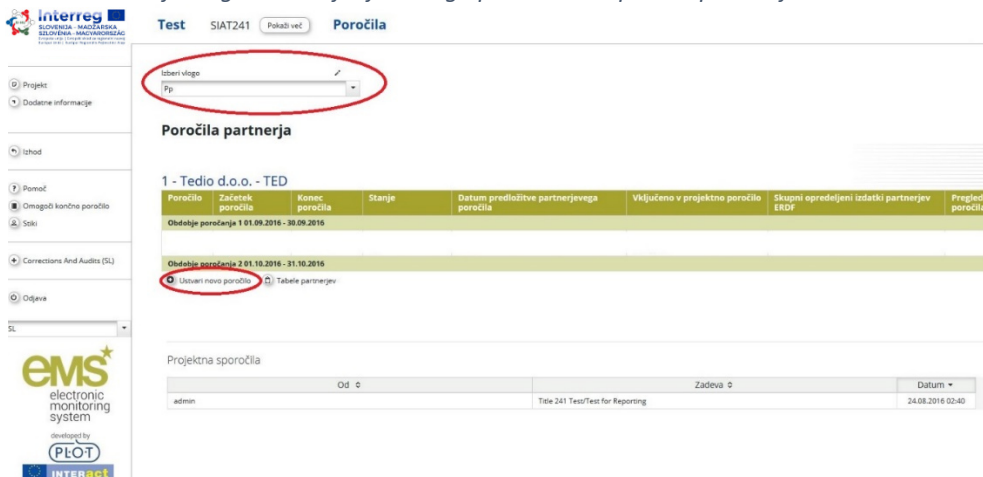 Interreg
SLOVENIJA - MADŽARSKA
SZLOVÉNIA - MAGYARORSZÁG
Test SIAT241 Pokaži več Poročila
Projekt
Dodatne informacije
Izhod
Pomoč
Omogoči končno poročilo
Stiki
Corrections And Audits (SL)
Odjava
SL
eMS
electronic
monitoring
system
developed by
INTERact
Izberi vlogo
Pp
Poročila partnerja
1 - Tedio d.o.o. - TED
Poročilo Začetek poročila Konec poročila Stanje Datum predložitve partnerjevega poročila Vključeno v projektno poročilo Skupni opredeljeni izdatki partnerjev ERDF Pregled poročila
Obdobje poročanja 1 01.09.2016 - 30.09.2016
Obdobje poročanja 2 01.10.2016 - 31.10.2016
Ustvari novo poročilo Tabele partnerjev
Projektna sporočila
Od Zadeva Datum
admin Title 241 Test/Test for Reporting 24.08.2016 02:40